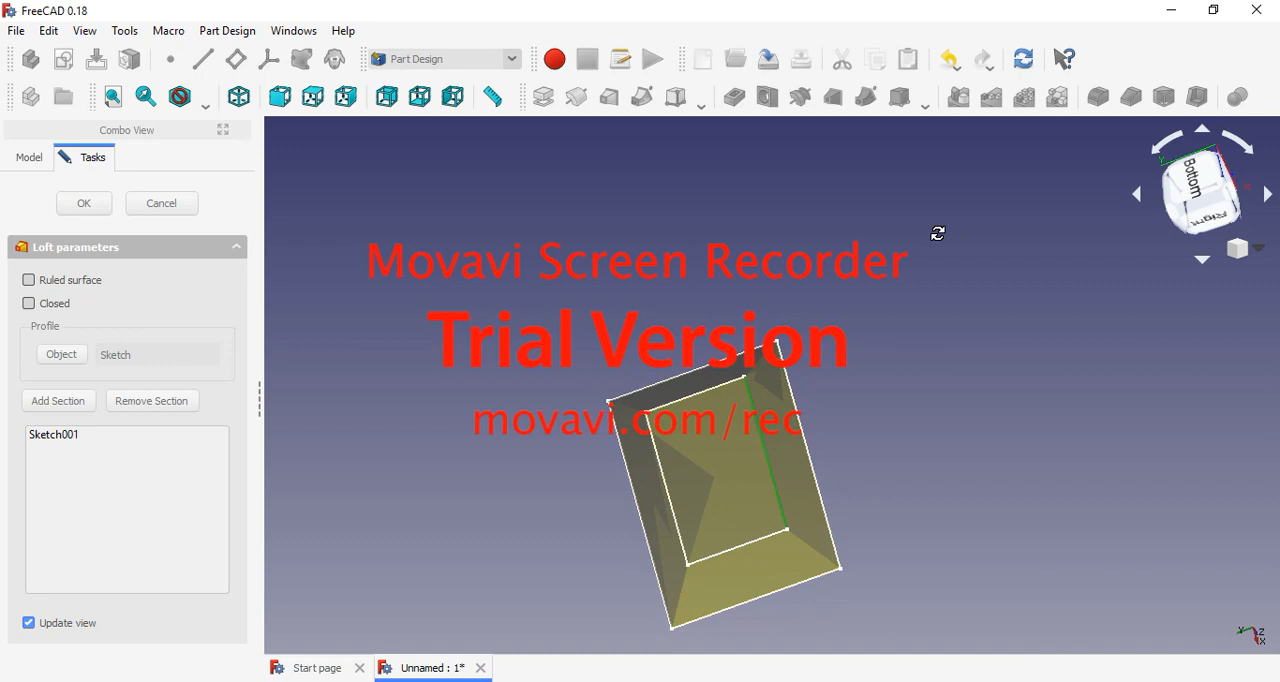 FreeCAD 0.18
File Edit View Tools Macro Part Design Windows Help
Part Design
Combo View
Model Tasks
OK Cancel
Loft parameters
Ruled surface
Closed
Profile
Object Sketch
Add Section Remove Section
Sketch001
Update view
Movavi Screen Recorder
Trial Version
movavi.com/rec
Bottom
Right
Y
X
Y Z
X
Start page Unnamed : 1*